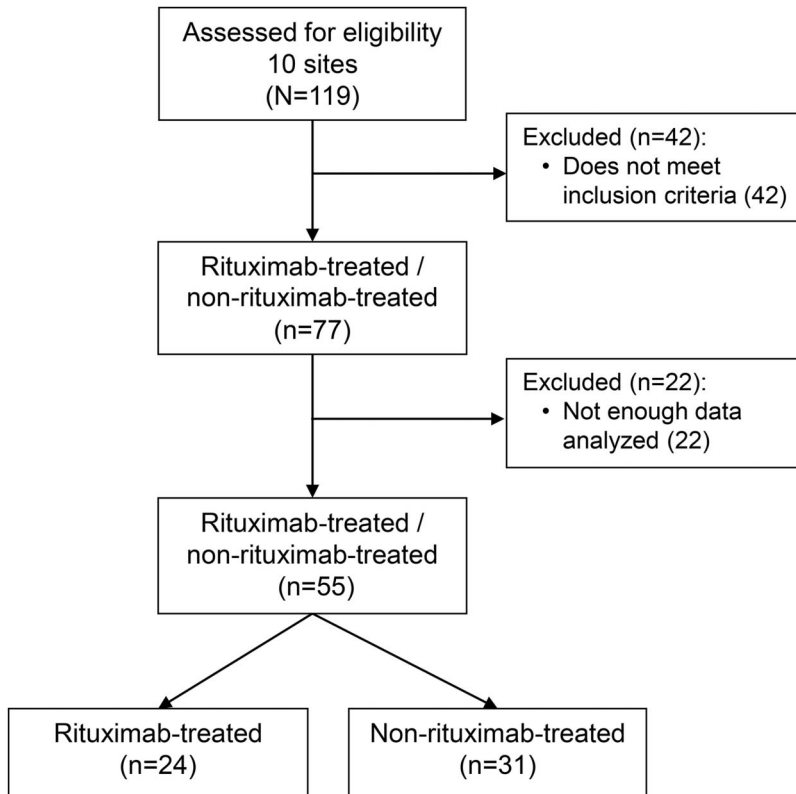 Assessed for eligibility
10 sites
(N=119)
Excluded (n=42):
• Does not meet
inclusion criteria (42)
Rituximab-treated /
non-rituximab-treated
(n=77)
Excluded (n=22):
• Not enough data
analyzed (22)
Rituximab-treated /
non-rituximab-treated
(n=55)
Rituximab-treated
(n=24)
Non-rituximab-treated
(n=31)